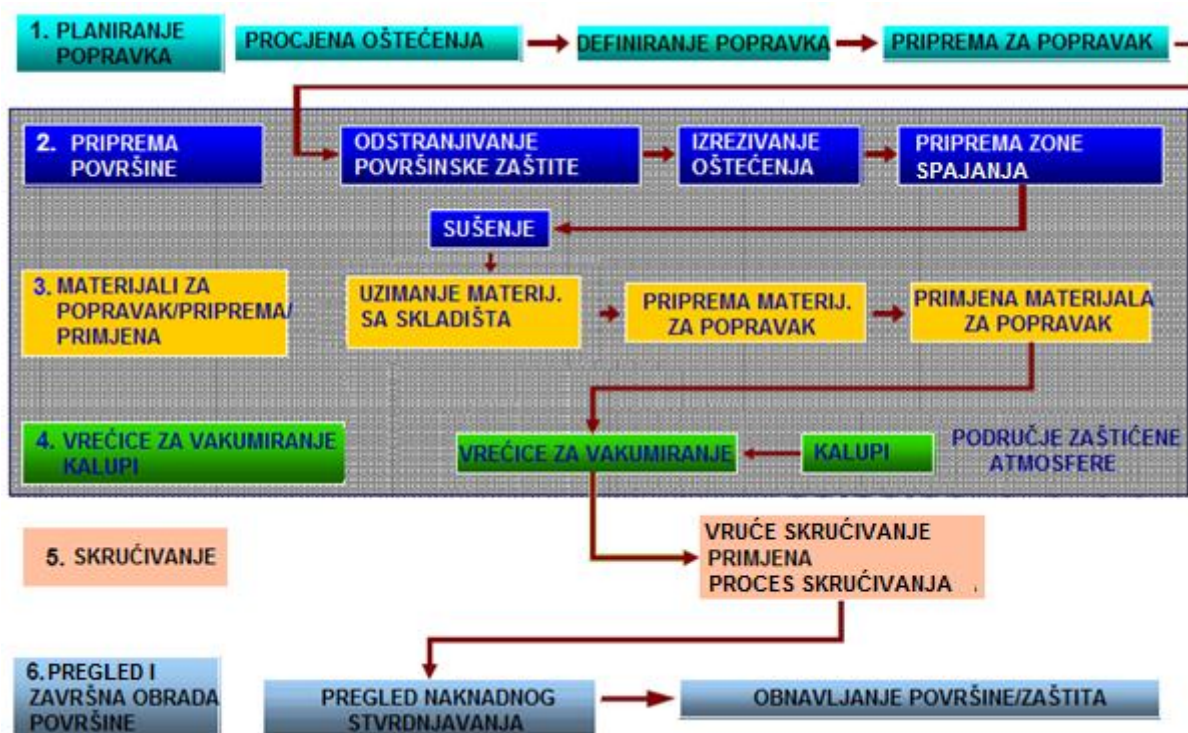 1. PLANIRANJE
POPRAVKA
PROCJENA OŠTEĆENJA
DEFINIRANJE POPRAVKA
PRIPREMA ZA POPRAVAK
2. PRIPREMA
POVRŠINE
ODSTRANJIVANJE
POVRŠINSKE ZAŠTITE
IZREZIVANJE
OŠTEĆENJA
PRIPREMA ZONE
SPAJANJA
SUŠENJE
3. MATERIJALI ZA
POPRAVAK/PRIPREMA/
PRIMJENA
UZIMANJE MATERIJ.
SA SKLADIŠTA
PRIPREMA MATERIJ.
ZA POPRAVAK
PRIMJENA MATERIJALA
ZA POPRAVAK
4. VREĆICE ZA VAKUMIRANJE
KALUPI
VREĆICE ZA VAKUMIRANJE
KALUPI
PODRUČJE ZAŠTIĆENE
ATMOSFERE
5. SKRUĆIVANJE
VRUĆE SKRUĆIVANJE
PRIMJENA
PROCES SKRUĆIVANJA .
6. PREGLED I
ZAVRŠNA OBRADA
POVRŠINE
PREGLED NAKNADNOG
STVRDNJAVANJA
OBNAVLJANJE POVRŠINE/ZAŠTITA